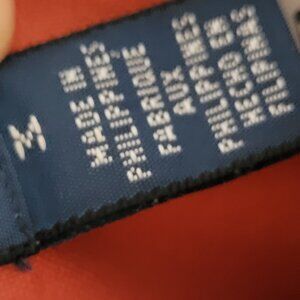 M
MADE IN
PHILIPPINES
FABRIQUE
AUX
PHILIPPINES
HECHO EN
FILIPINAS